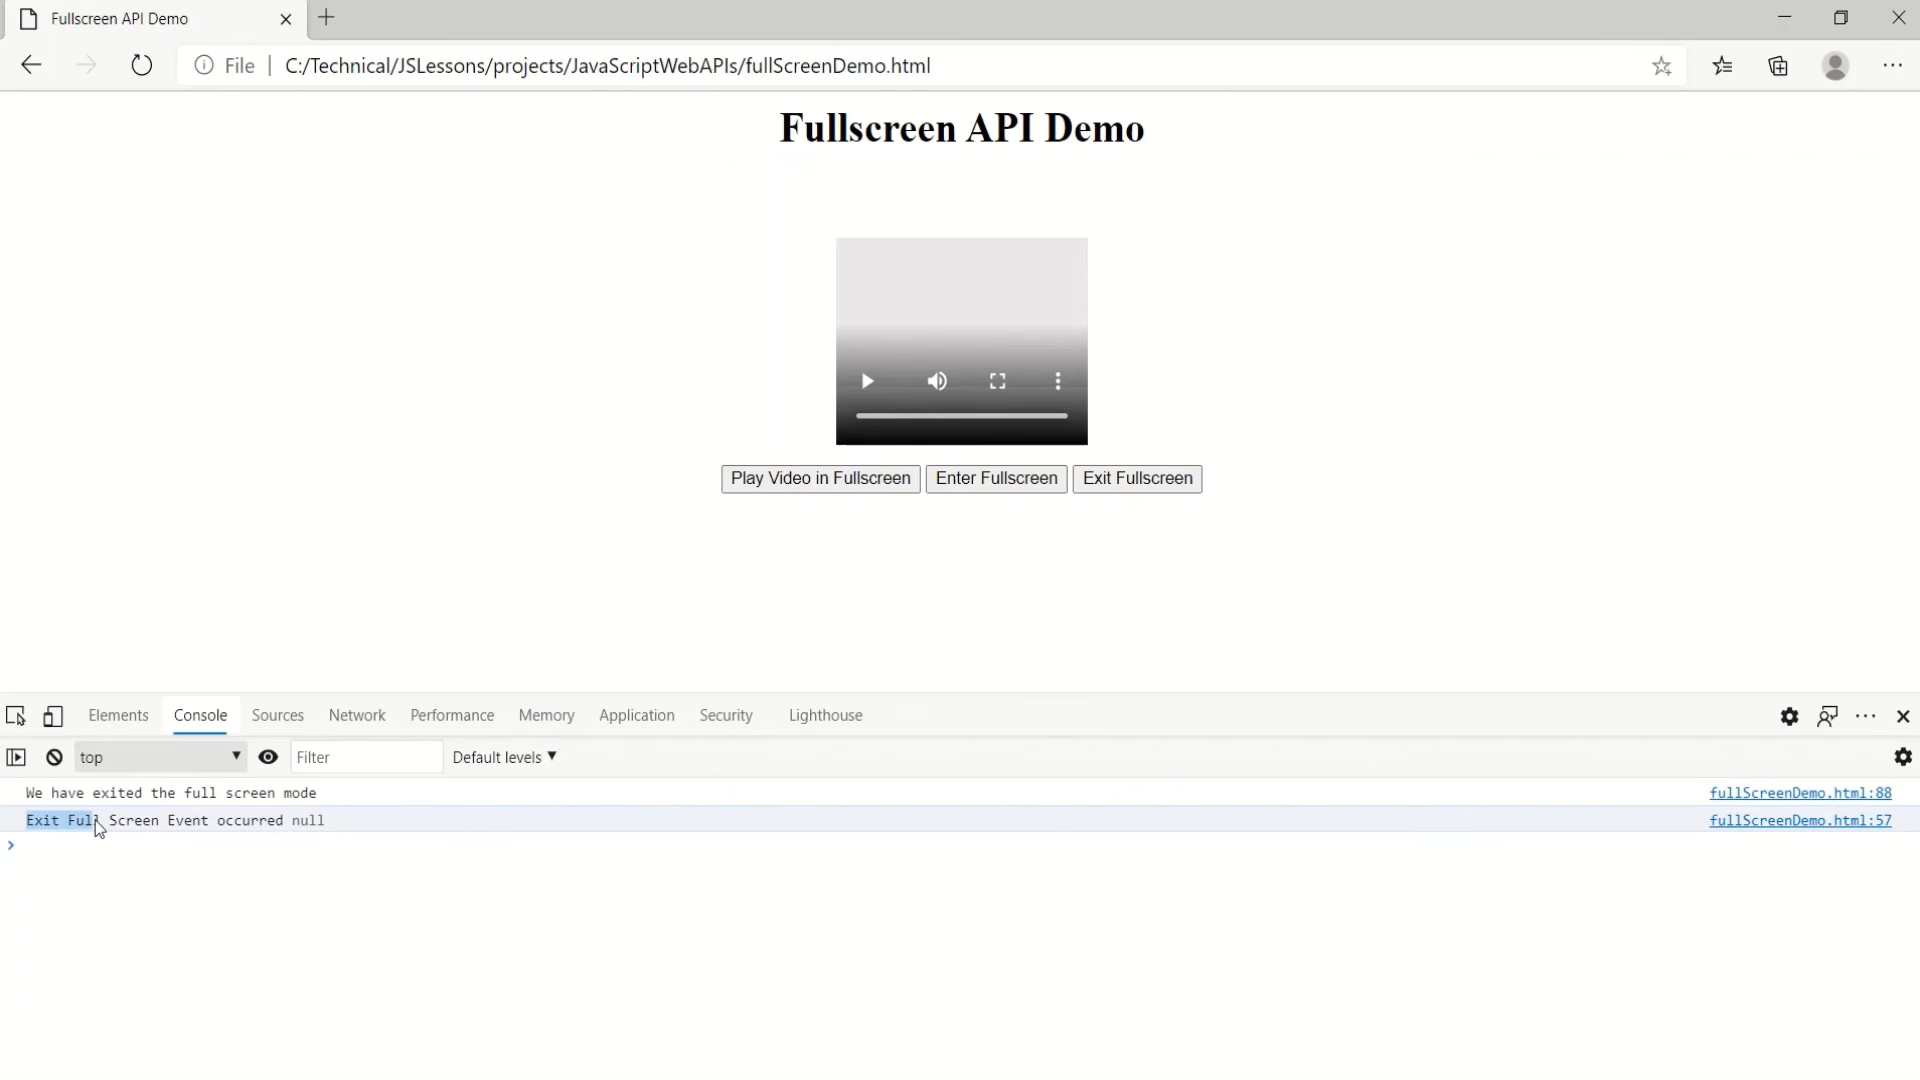 Fullscreen API Demo
File | C:/Technical/JSLessons/projects/JavaScriptWebAPIs/fullScreenDemo.html
Fullscreen API Demo
Play Video in Fullscreen Enter Fullscreen Exit Fullscreen
Elements Console Sources Network Performance Memory Application Security Lighthouse
top Filter Default levels
We have exited the full screen mode fullScreenDemo.html:88
Exit Full Screen Event occurred null fullScreenDemo.html:57